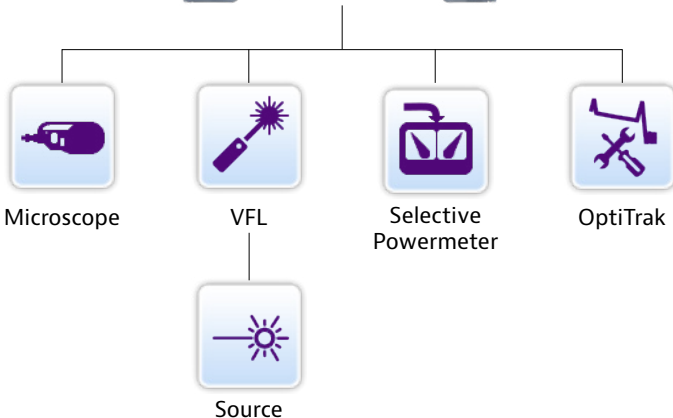 Microscope
VFL
Selective
Powermeter
OptiTrak
Source